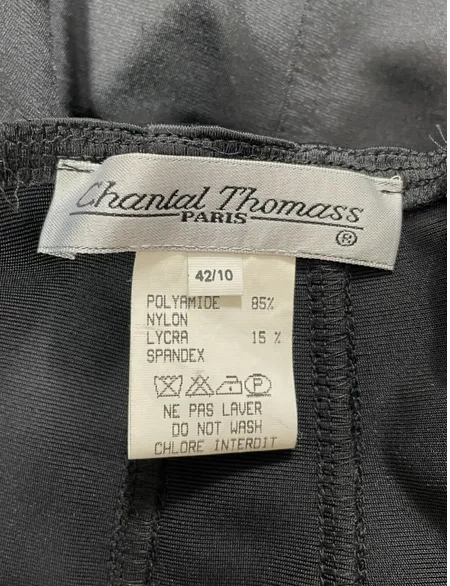 Chantal Thomass
PARIS
®
42/10
POLYAMIDE 85%
NYLON
LYCRA 15 %
SPANDEX
P
NE PAS LAVER
DO NOT WASH
CHLORE INTERDIT